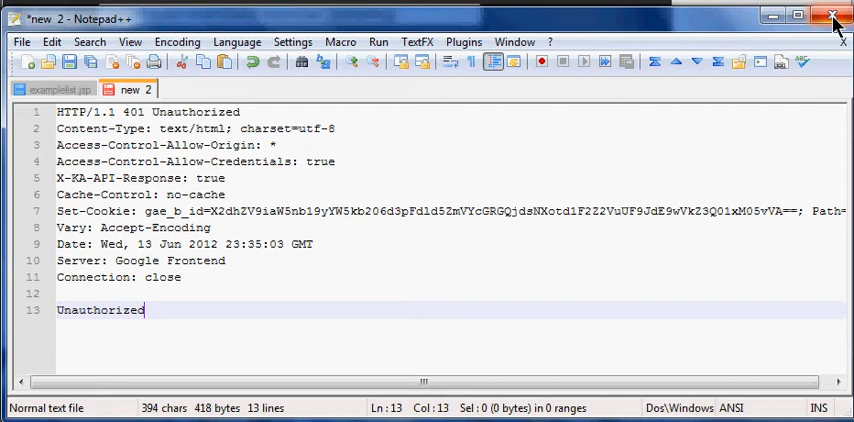 *new 2 - Notepad++
File Edit Search View Encoding Language Settings Macro Run TextFX Plugins Window ? X
examplelist.jsp new 2
1 HTTP/1.1 401 Unauthorized
2 Content-Type: text/html; charset=utf-8
3 Access-Control-Allow-Origin: *
4 Access-Control-Allow-Credentials: true
5 X-KA-API-Response: true
6 Cache-Control: no-cache
7 Set-Cookie: gae_b_id=X2dhZV9iaW5nb19yYW5kb206d3pFdld5ZmVYcGRGQjdsNXotd1F2Z2VuUF9JdE9wVkZ3Q01xM05vVA==; Path=
8 Vary: Accept-Encoding
9 Date: Wed, 13 Jun 2012 23:35:03 GMT
10 Server: Google Frontend
11 Connection: close
12
13 Unauthorized
Normal text file 394 chars 418 bytes 13 lines Ln : 13 Col : 13 Sel : 0 (0 bytes) in 0 ranges Dos\Windows ANSI INS